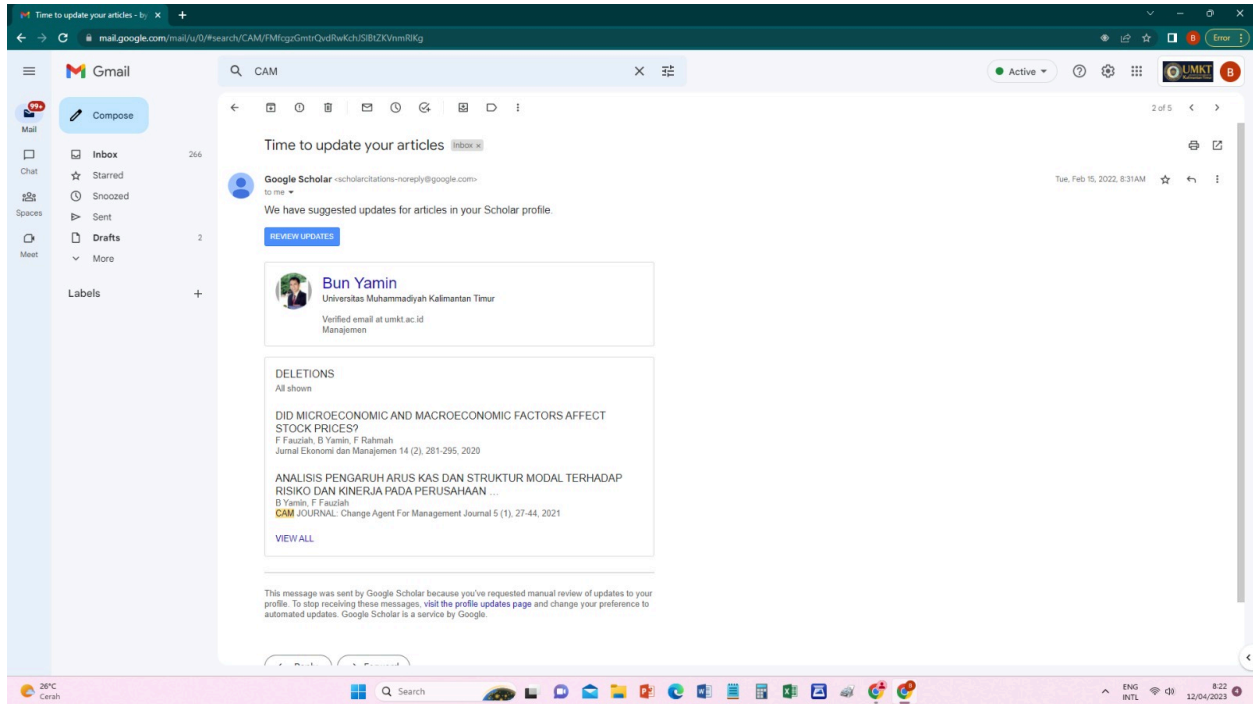 Time to update your articles - by
mail.google.com/mail/u/0/#search/CAM/FMfcgzGmtrQvdRwKchJSlBtZKVnmRlKg
B Error
Gmail
CAM
Active
UMKT
B
99+
Mail
Chat
Spaces
Meet
Compose
Inbox 266
Starred
Snoozed
Sent
Drafts 2
More
Labels
2 of 5
Time to update your articles Inbox x
Google Scholar <scholarcitations-noreply@google.com>
Tue, Feb 15, 2022, 8:31AM
to me
We have suggested updates for articles in your Scholar profile.
REVIEW UPDATES
Bun Yamin
Universitas Muhammadiyah Kalimantan Timur
Verified email at umkt.ac.id
Manajemen
DELETIONS
All shown
DID MICROECONOMIC AND MACROECONOMIC FACTORS AFFECT
STOCK PRICES?
F Fauziah, B Yamin, F Rahmah
Jurnal Ekonomi dan Manajemen 14 (2), 281-295, 2020
ANALISIS PENGARUH ARUS KAS DAN STRUKTUR MODAL TERHADAP
RISIKO DAN KINERJA PADA PERUSAHAAN ...
B Yamin, F Fauziah
CAM JOURNAL: Change Agent For Management Journal 5 (1), 27-44, 2021
VIEW ALL
This message was sent by Google Scholar because you've requested manual review of updates to your
profile. To stop receiving these messages, visit the profile updates page and change your preference to
automated updates. Google Scholar is a service by Google.
26°C
Cerah
Search
ENG
INTL
8:22
12/04/2023
4